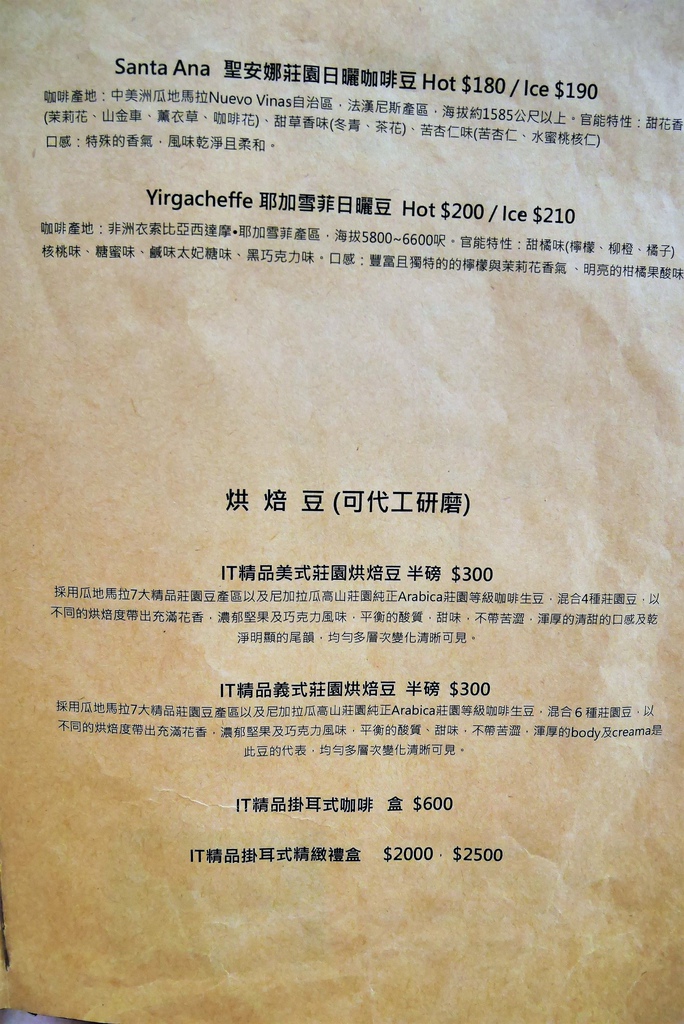 Santa Ana 聖安娜莊園日曬咖啡豆 Hot $180 / Ice $190
咖啡產地：中美洲瓜地馬拉Nuevo Vinas自治區，法漢尼斯產區，海拔約1585公尺以上。官能特性：甜花香
(茉莉花、山金車、薰衣草、咖啡花)、甜草香味(冬青、茶花)、苦杏仁味(苦杏仁、水蜜桃核仁)
口感：特殊的香氣，風味乾淨且柔和。
Yirgacheffe 耶加雪菲日曬豆 Hot $200 / Ice $210
咖啡產地：非洲衣索比亞西達摩•耶加雪菲產區，海拔5800~6600呎。官能特性：甜橘味(檸檬、柳橙、橘子)
核桃味、糖蜜味、鹹味太妃糖味、黑巧克力味。口感：豐富且獨特的的檸檬與茉莉花香氣、明亮的柑橘果酸味
烘 焙 豆 (可代工研磨)
IT精品美式莊園烘焙豆 半磅 $300
採用瓜地馬拉7大精品莊園豆產區以及尼加拉瓜高山莊園純正Arabica莊園等級咖啡生豆，混合4種莊園豆，以
不同的烘焙度帶出充滿花香，濃郁堅果及巧克力風味，平衡的酸質，甜味，不帶苦澀，渾厚的清甜的口感及乾
淨明顯的尾韻，均勻多層次變化清晰可見。
IT精品義式莊園烘焙豆 半磅 $300
採用瓜地馬拉7大精品莊園豆產區以及尼加拉瓜高山莊園純正Arabica莊園等級咖啡生豆，混合 6 種莊園豆，以
不同的烘焙度帶出充滿花香，濃郁堅果及巧克力風味，平衡的酸質、甜味，不帶苦澀，渾厚的body及creama是
此豆的代表，均勻多層次變化清晰可見。
IT精品掛耳式咖啡 盒 $600
IT精品掛耳式精緻禮盒 $2000，$2500